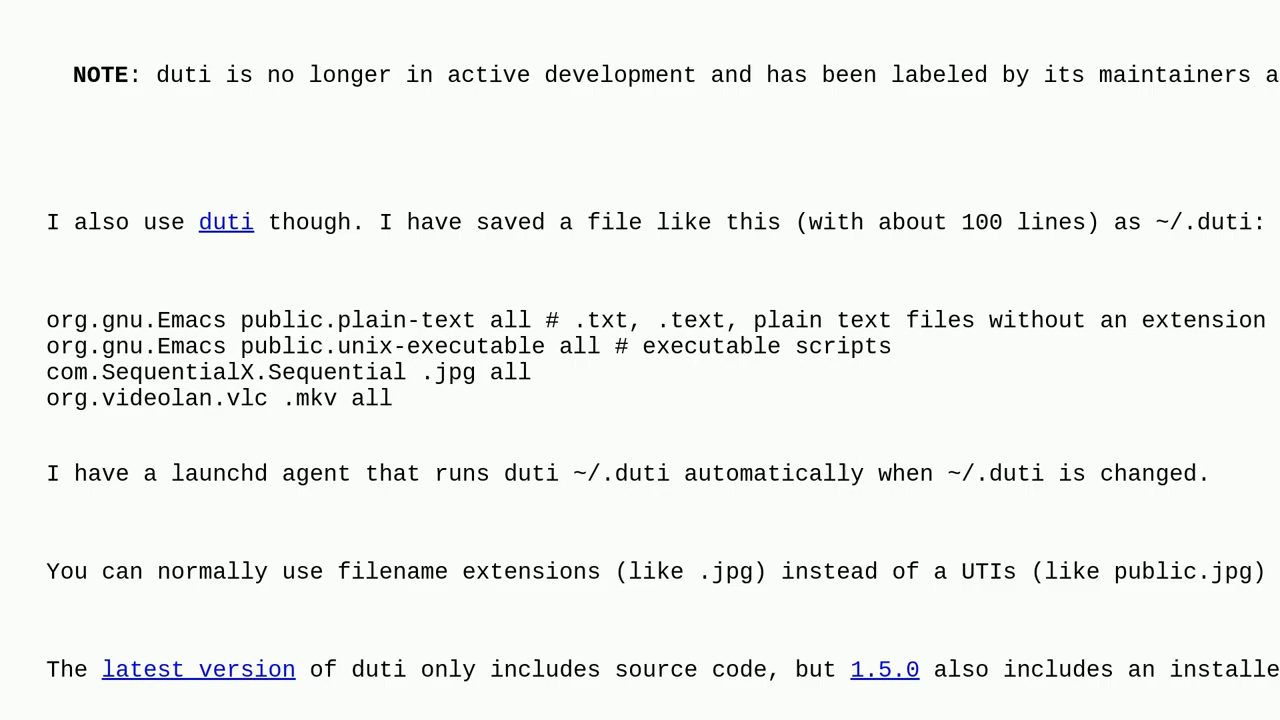 NOTE: duti is no longer in active development and has been labeled by its maintainers
I also use duti though. I have saved a file like this (with about 100 lines) as ~/.duti:
org.gnu.Emacs public.plain-text all # .txt, .text, plain text files without an extension
org.gnu.Emacs public.unix-executable all # executable scripts
com.SequentialX.Sequential .jpg all
org.videolan.vlc .mkv all
I have a launchd agent that runs duti ~/.duti automatically when ~/.duti is changed.
You can normally use filename extensions (like .jpg) instead of a UTIs (like public.jpg)
The latest version of duti only includes source code, but 1.5.0 also includes an